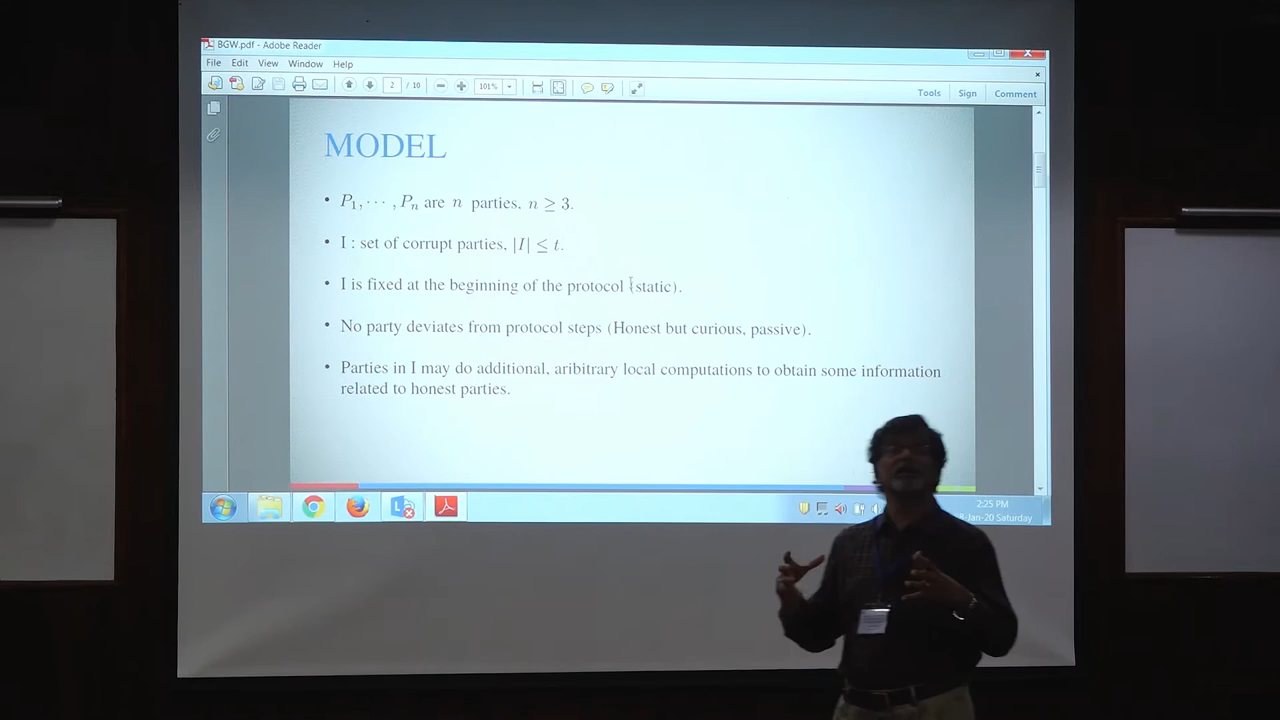 BGW.pdf - Adobe Reader
File Edit View Window Help
2 / 10 101% Tools Sign Comment
MODEL
• P₁, ⋯ , Pₙ are n parties, n ≥ 3.
• I : set of corrupt parties, |I| ≤ t.
• I is fixed at the beginning of the protocol (static).
• No party deviates from protocol steps (Honest but curious, passive).
• Parties in I may do additional, aribitrary local computations to obtain some information
related to honest parties.
2:25 PM
-Jan-20 Saturday